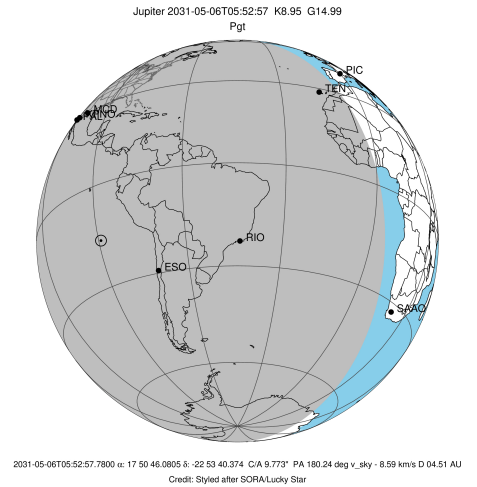 Jupiter 2031-05-06T05:52:57 K8.95 G14.99
Pgt
PIC
TEN
MCD
RIO
ESO
SAAO
2031-05-06T05:52:57.7800 α: 17 50 46.0805 δ: -22 53 40.374 C/A 9.773" PA 180.24 deg v_sky - 8.59 km/s D 04.51 AU
Credit: Styled after SORA/Lucky Star